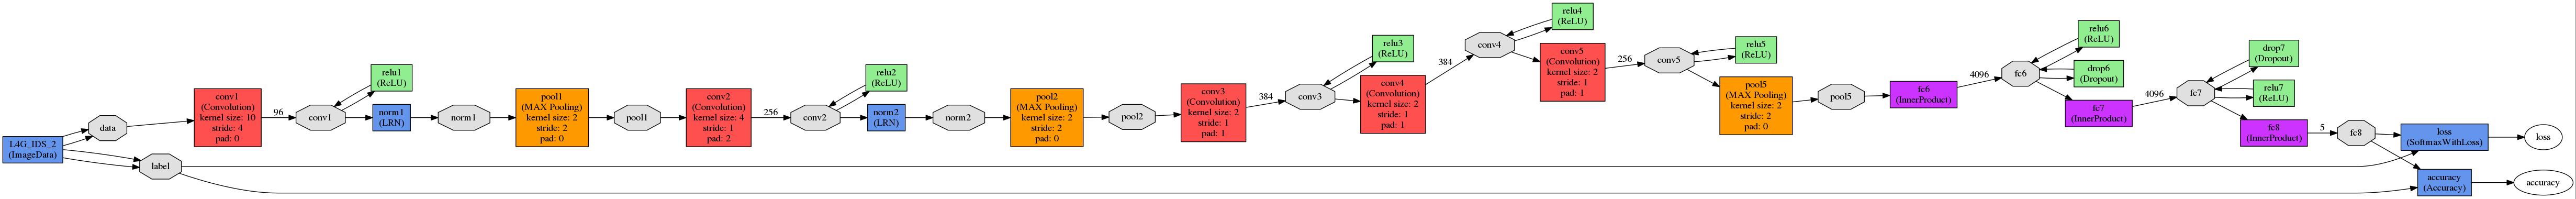 L4G_IDS_2
(ImageData)
data
label
conv1
(Convolution)
kernel size: 10
stride: 4
pad: 0
96
conv1
relu1
(ReLU)
norm1
(LRN)
norm1
pool1
(MAX Pooling)
kernel size: 2
stride: 2
pad: 0
pool1
conv2
(Convolution)
kernel size: 4
stride: 1
pad: 2
256
conv2
relu2
(ReLU)
norm2
(LRN)
norm2
pool2
(MAX Pooling)
kernel size: 2
stride: 2
pad: 0
pool2
conv3
(Convolution)
kernel size: 2
stride: 1
pad: 1
384
conv3
relu3
(ReLU)
conv4
(Convolution)
kernel size: 2
stride: 1
pad: 1
384
conv4
relu4
(ReLU)
conv5
(Convolution)
kernel size: 2
stride: 1
pad: 1
256
conv5
relu5
(ReLU)
pool5
(MAX Pooling)
kernel size: 2
stride: 2
pad: 0
pool5
fc6
(InnerProduct)
4096
fc6
relu6
(ReLU)
drop6
(Dropout)
fc7
(InnerProduct)
4096
fc7
drop7
(Dropout)
relu7
(ReLU)
fc8
(InnerProduct)
5
fc8
loss
(SoftmaxWithLoss)
loss
accuracy
(Accuracy)
accuracy